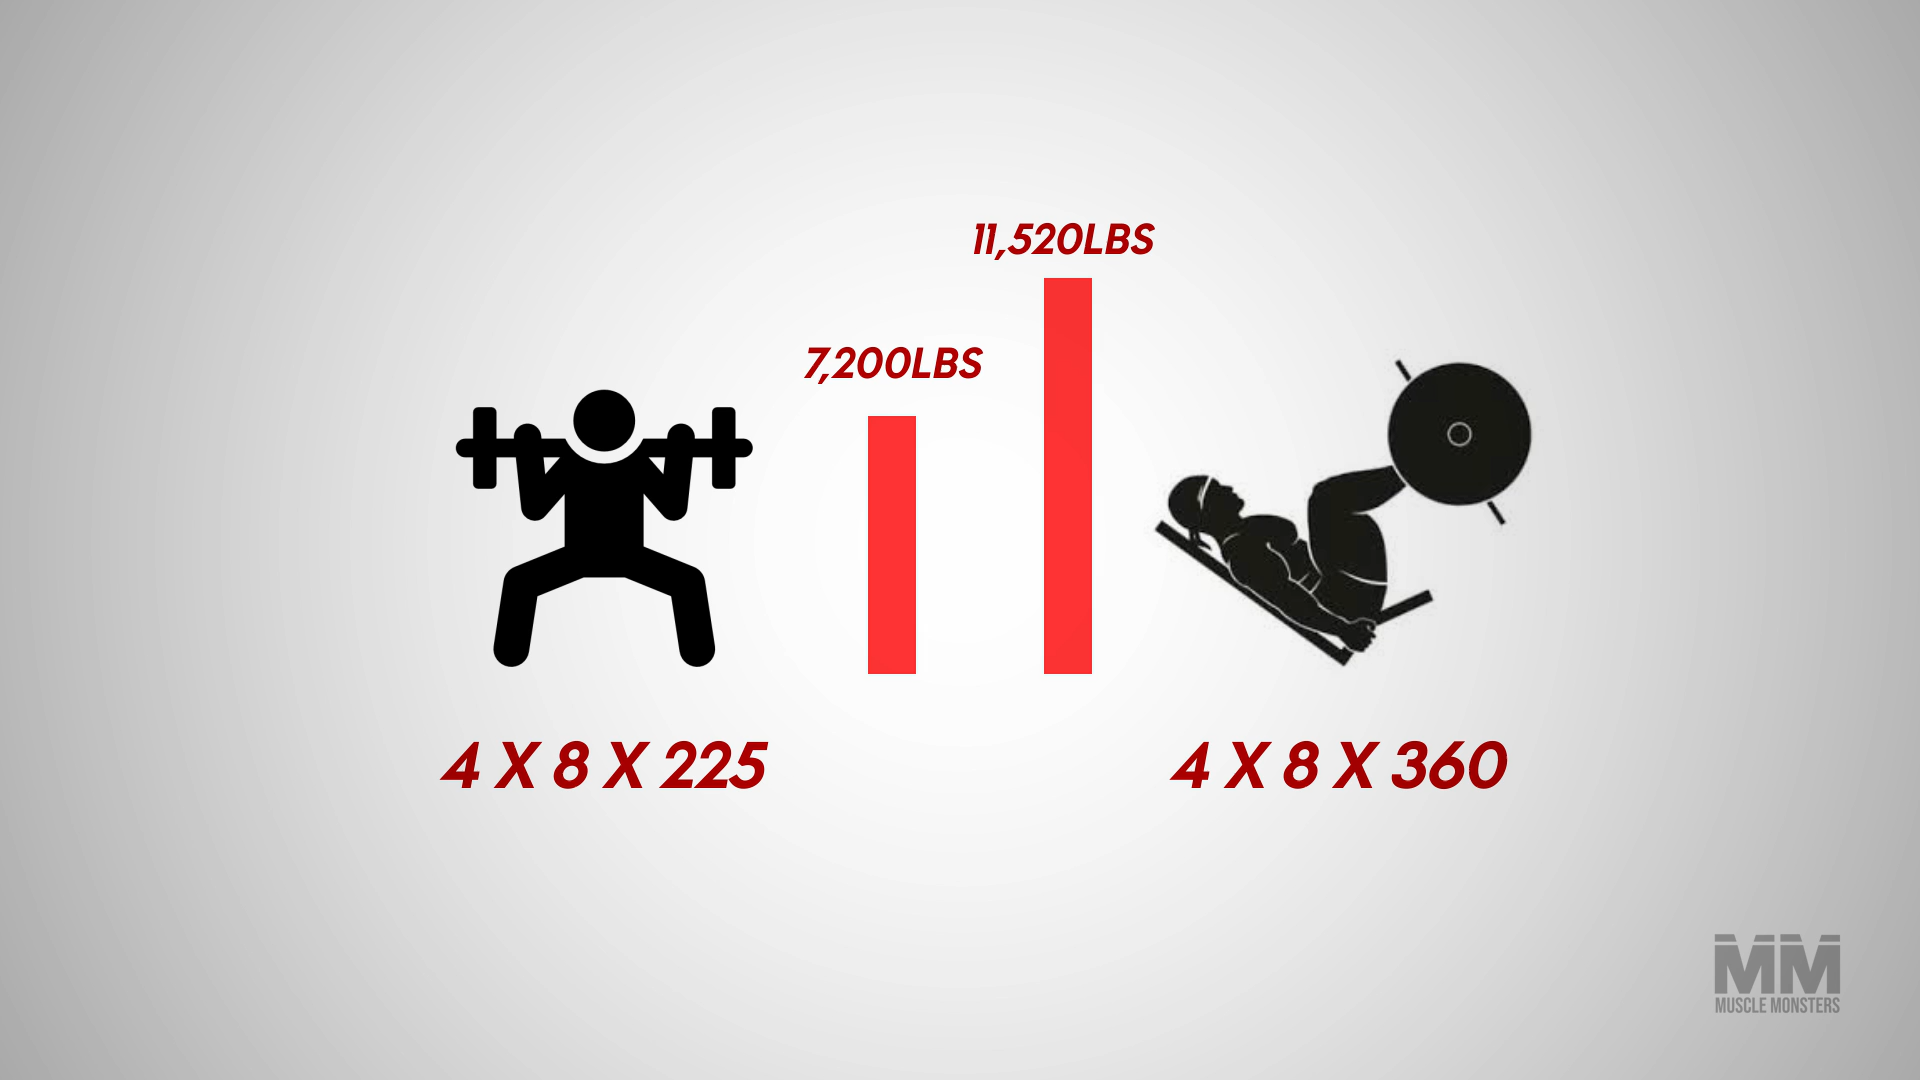 11,520LBS
7,200LBS
4 X 8 X 225
4 X 8 X 360
MM
MUSCLE MONSTERS